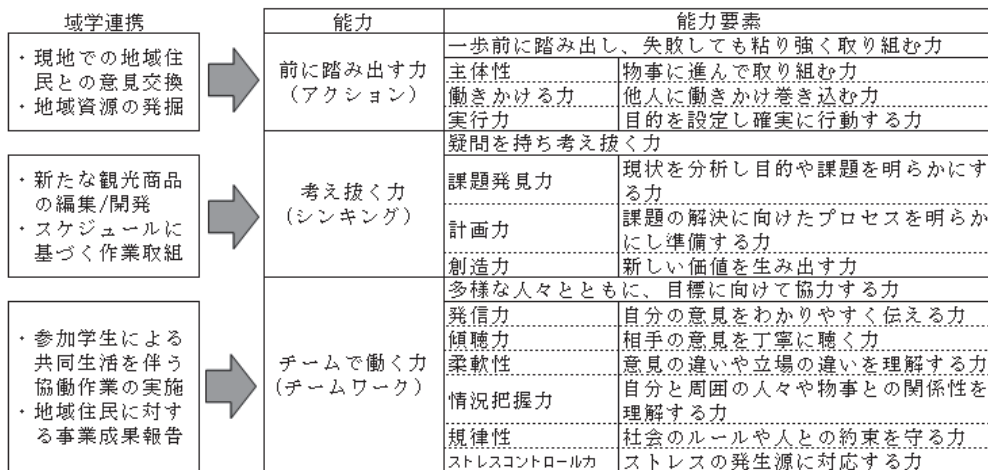 域学連携
能力
能力要素
・現地での地域住
民との意見交換
・地域資源の発掘
前に踏み出す力
(アクション)
一歩前に踏み出し、失敗しても粘り強く取り組む力
主体性 物事に進んで取り組む力
働きかける力 他人に働きかけ巻き込む力
実行力 目的を設定し確実に行動する力
・新たな観光商品
の編集/開発
・スケジュールに
基づく作業取組
考え抜く力
(シンキング)
疑問を持ち考え抜く力
課題発見力 現状を分析し目的や課題を明らかにす
る力
計画力 課題の解決に向けたプロセスを明らか
にし準備する力
創造力 新しい価値を生み出す力
・参加学生による
共同生活を伴う
協働作業の実施
・地域住民に対す
る事業成果報告
チームで働く力
(チームワーク)
多様な人々とともに、目標に向けて協力する力
発信力 自分の意見をわかりやすく伝える力
傾聴力 相手の意見を丁寧に聴く力
柔軟性 意見の違いや立場の違いを理解する力
情況把握力 自分と周囲の人々や物事との関係性を
理解する力
規律性 社会のルールや人との約束を守る力
ストレスコントロール力 ストレスの発生源に対応する力